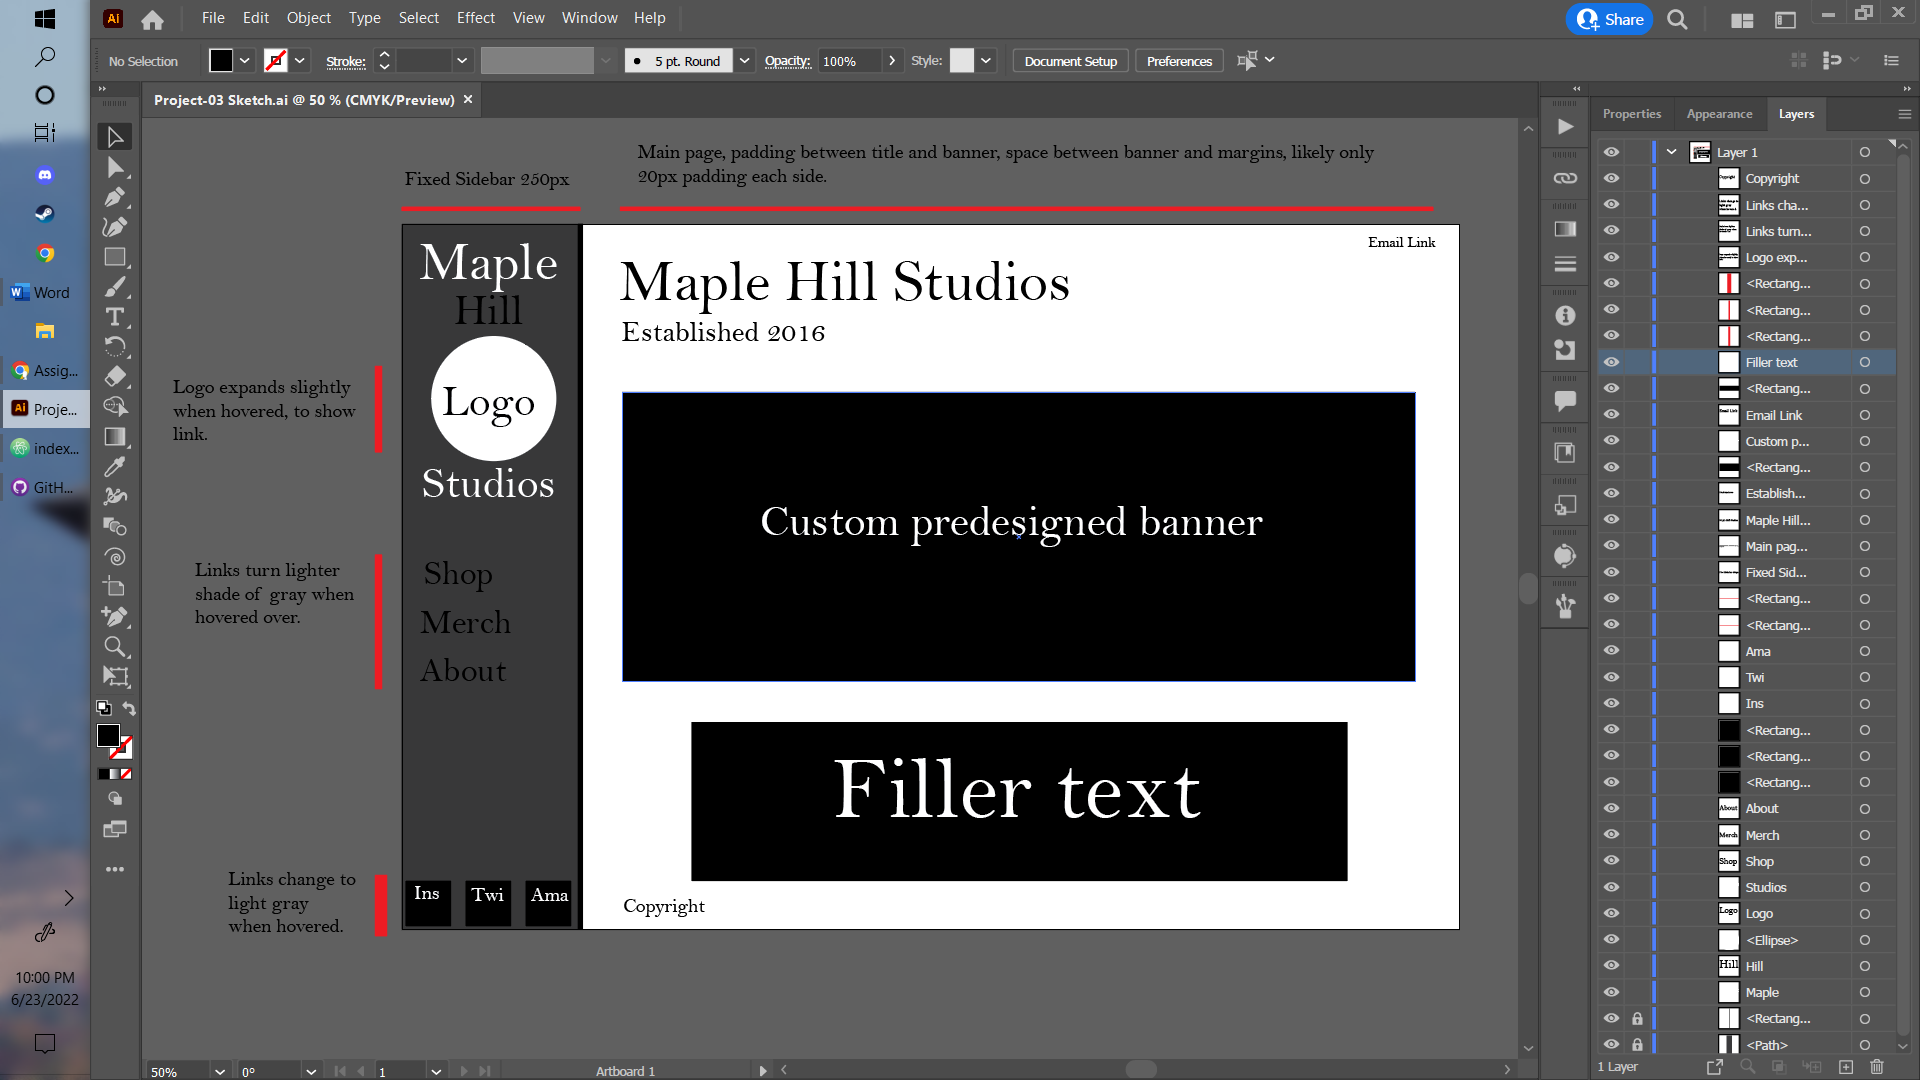 File Edit Object Type Select Effect View Window Help
Share
No Selection
Stroke:
5 pt. Round
Opacity: 100%
Style:
Document Setup
Preferences
Project-03 Sketch.ai @ 50 % (CMYK/Preview)
Word
Assig...
Proje...
index...
GitH...
10:00 PM
6/23/2022
Fixed Sidebar 250px
Main page, padding between title and banner, space between banner and margins, likely only
20px padding each side.
Logo expands slightly
when hovered, to show
link.
Links turn lighter
shade of gray when
hovered over.
Links change to
light gray
when hovered.
Maple
Hill
Logo
Studios
Shop
Merch
About
Ins Twi Ama
Email Link
Maple Hill Studios
Established 2016
Custom predesigned banner
Filler text
Copyright
50%
0°
1
Artboard 1
Properties Appearance Layers
Layer 1
Copyright
Links cha...
Links turn...
Logo exp...
<Rectang...
<Rectang...
<Rectang...
Filler text
<Rectang...
Email Link
Custom p...
<Rectang...
Establish...
Maple Hill...
Main pag...
Fixed Sid...
<Rectang...
<Rectang...
Ama
Twi
Ins
<Rectang...
<Rectang...
<Rectang...
About
Merch
Shop
Studios
Logo
<Ellipse>
Hill
Maple
<Rectang...
<Path>
1 Layer